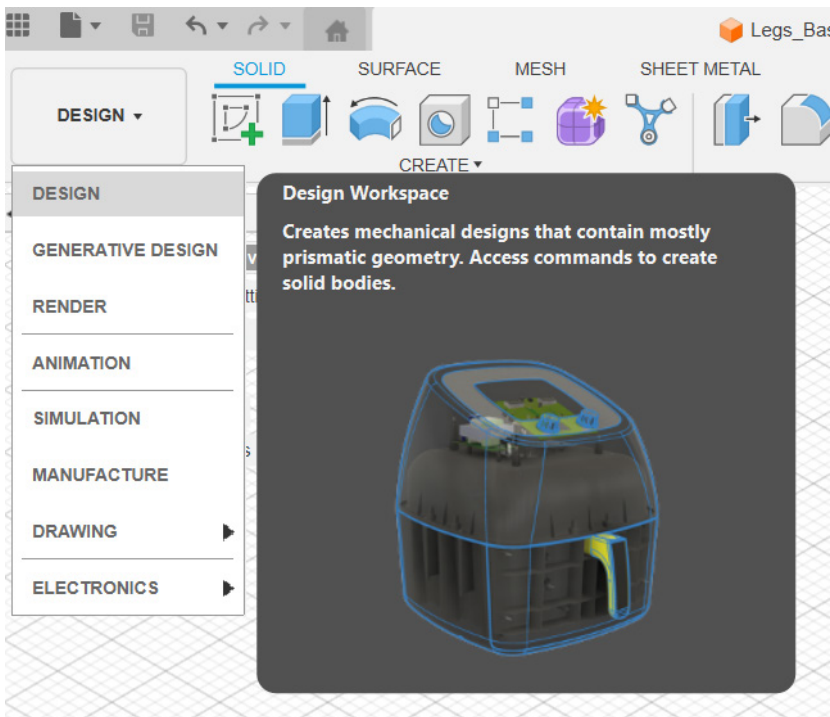 Legs_Bas
SOLID SURFACE MESH SHEET METAL
DESIGN
CREATE
DESIGN
GENERATIVE DESIGN
RENDER
ANIMATION
SIMULATION
MANUFACTURE
DRAWING
ELECTRONICS
Design Workspace
Creates mechanical designs that contain mostly
prismatic geometry. Access commands to create
solid bodies.